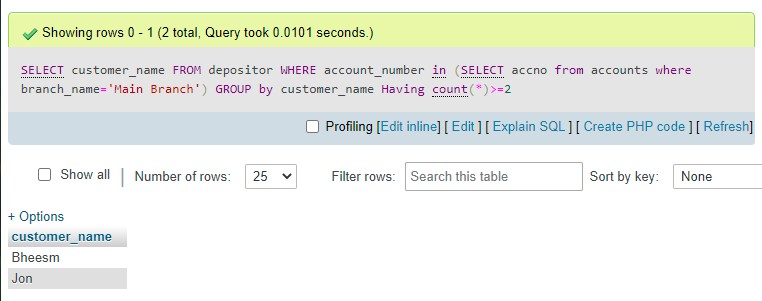 Showing rows 0 - 1 (2 total, Query took 0.0101 seconds.)
SELECT customer_name FROM depositor WHERE account_number in (SELECT accno from accounts where
branch_name='Main Branch') GROUP by customer_name Having count(*)>=2
Profiling [Edit inline] [ Edit ] [ Explain SQL ] [ Create PHP code ] [ Refresh]
Show all | Number of rows: 25 Filter rows: Search this table Sort by key: None
+ Options
customer_name
Bheesm
Jon